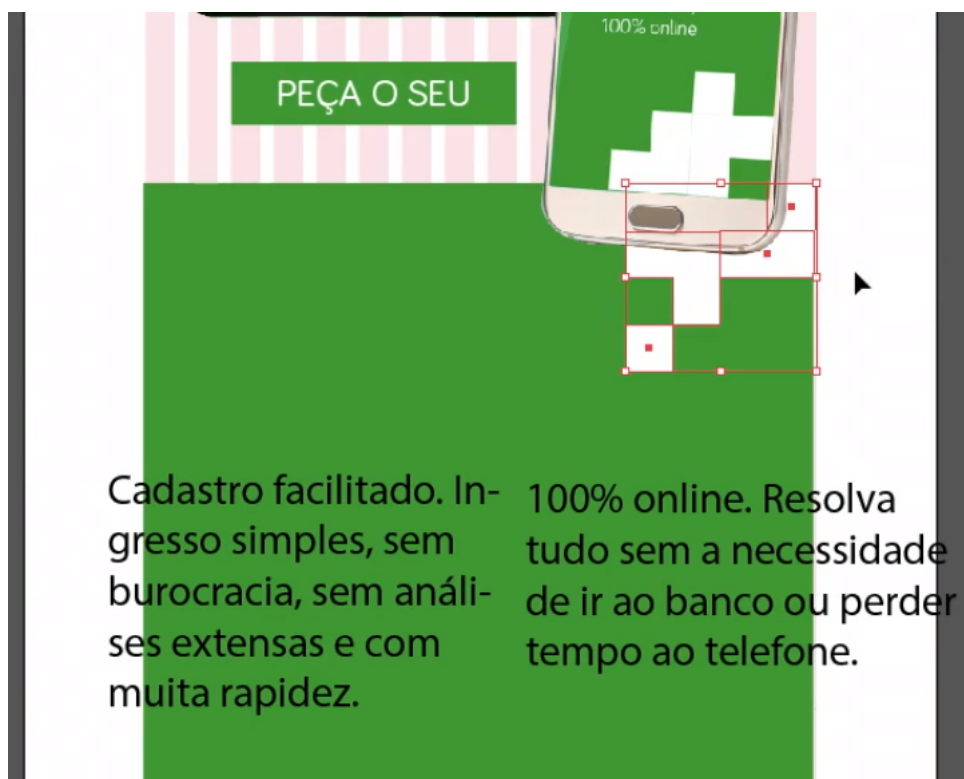 100% online
PEÇA O SEU
Cadastro facilitado. In-
gresso simples, sem
burocracia, sem análi-
ses extensas e com
muita rapidez.
100% online. Resolva
tudo sem a necessidade
de ir ao banco ou perder
tempo ao telefone.